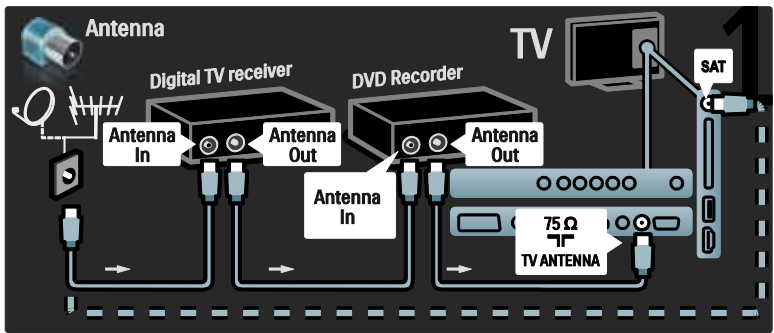 Antenna
TV
1
Digital TV receiver
DVD Recorder
SAT
Antenna
In
Antenna
Out
Antenna
In
Antenna
Out
75 Ω
TV ANTENNA